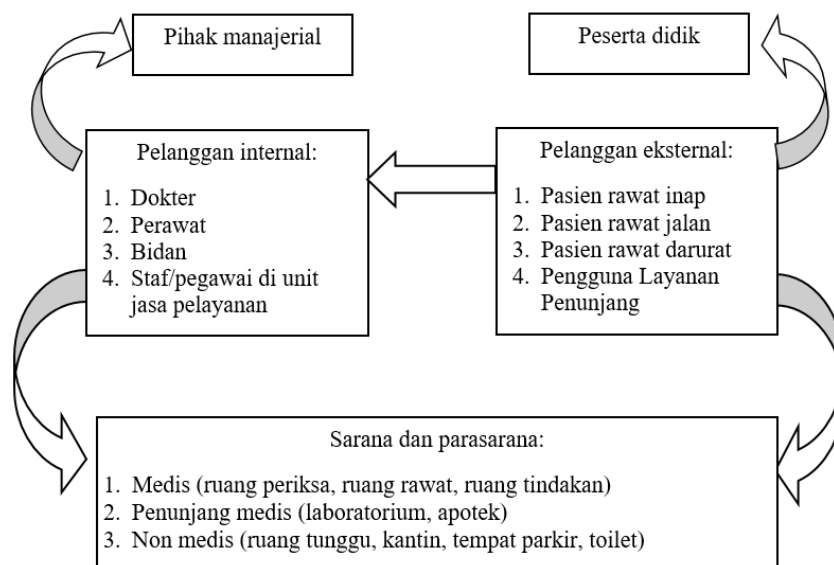 Pihak manajerial
Peserta didik
Pelanggan internal:
1. Dokter
2. Perawat
3. Bidan
4. Staf/pegawai di unit
jasa pelayanan
Pelanggan eksternal:
1. Pasien rawat inap
2. Pasien rawat jalan
3. Pasien rawat darurat
4. Pengguna Layanan
Penunjang
Sarana dan parasarana:
1. Medis (ruang periksa, ruang rawat, ruang tindakan)
2. Penunjang medis (laboratorium, apotek)
3. Non medis (ruang tunggu, kantin, tempat parkir, toilet)